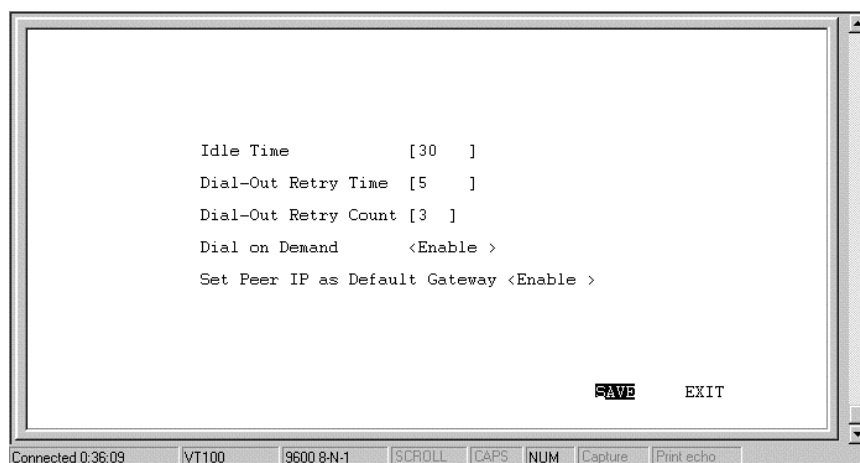 Idle Time [30 ]
Dial-Out Retry Time [5 ]
Dial-Out Retry Count [3 ]
Dial on Demand <Enable >
Set Peer IP as Default Gateway <Enable >
SAVE EXIT
Connected 0:36:09 VT100 9600 8-N-1 SCROLL CAPS NUM Capture Print echo